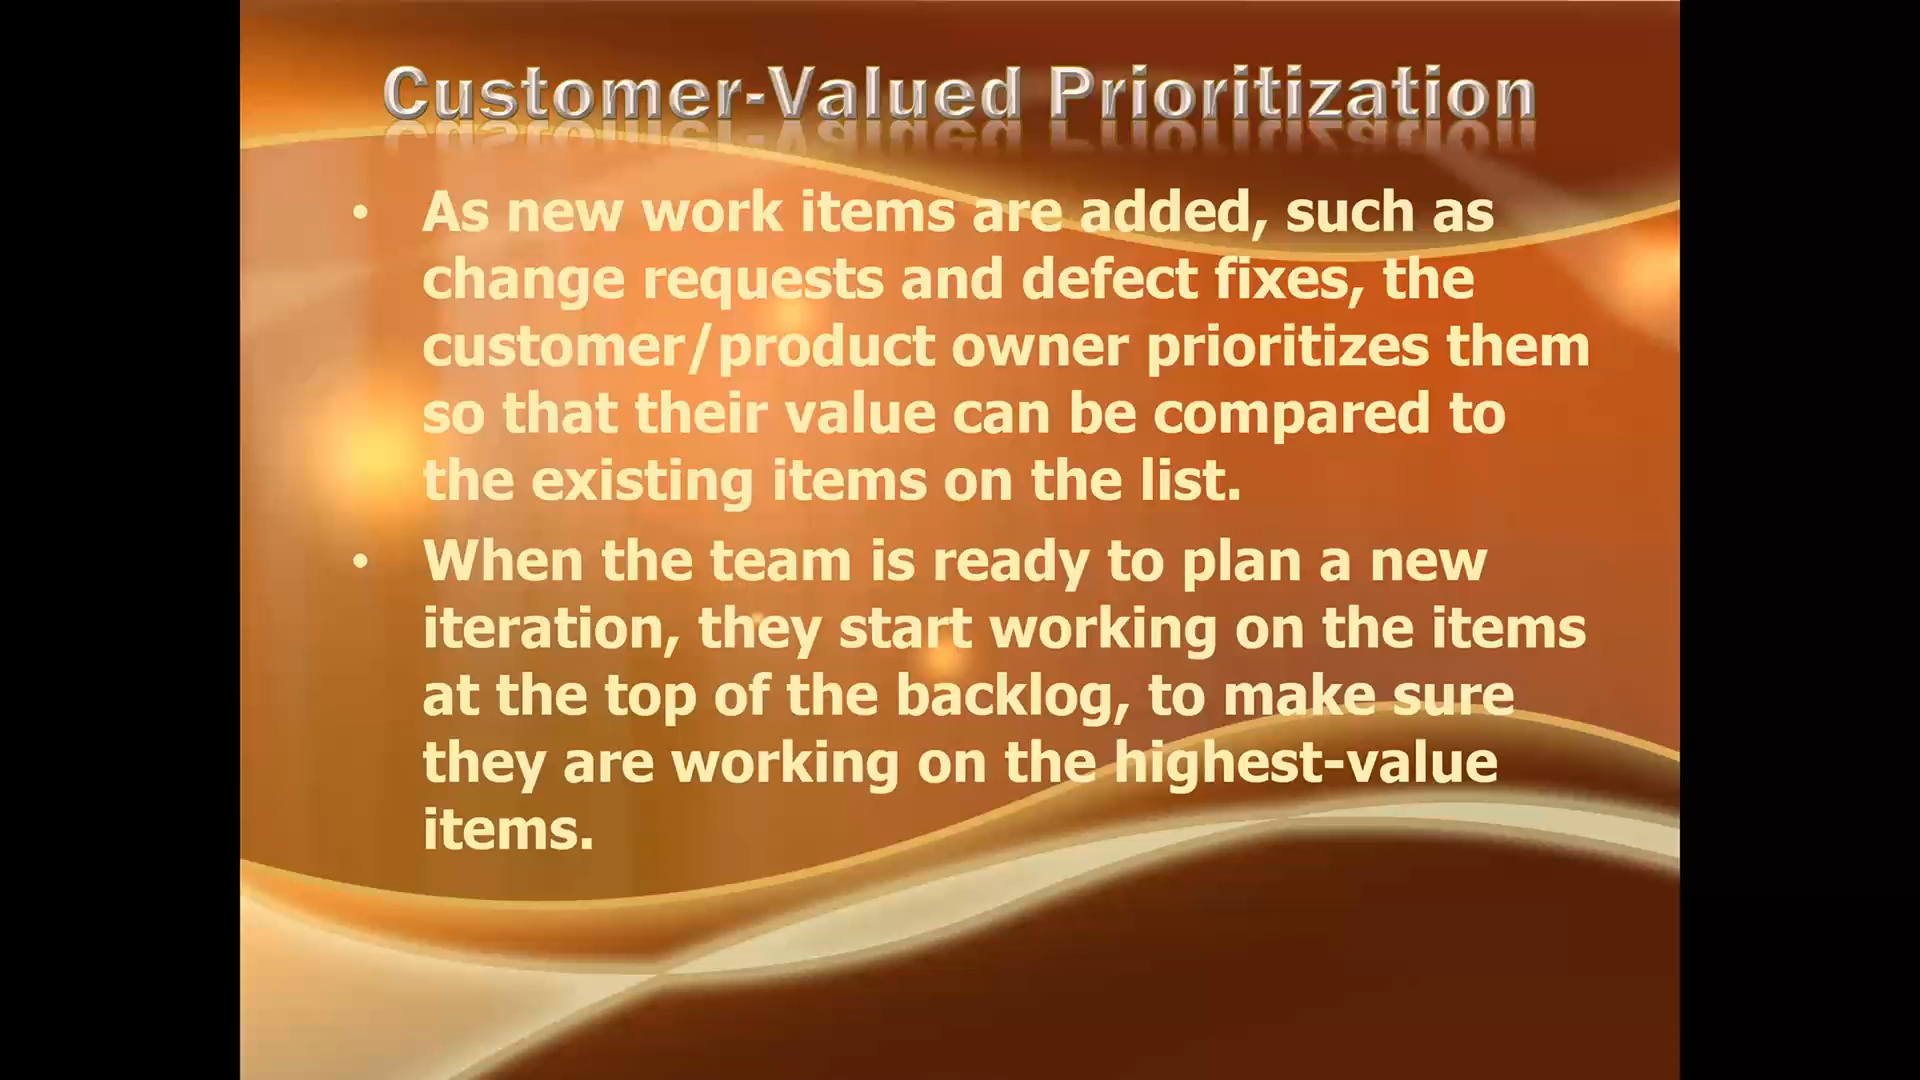 Customer-Valued Prioritization
• As new work items are added, such as
change requests and defect fixes, the
customer/product owner prioritizes them
so that their value can be compared to
the existing items on the list.
• When the team is ready to plan a new
iteration, they start working on the items
at the top of the backlog, to make sure
they are working on the highest-value
items.